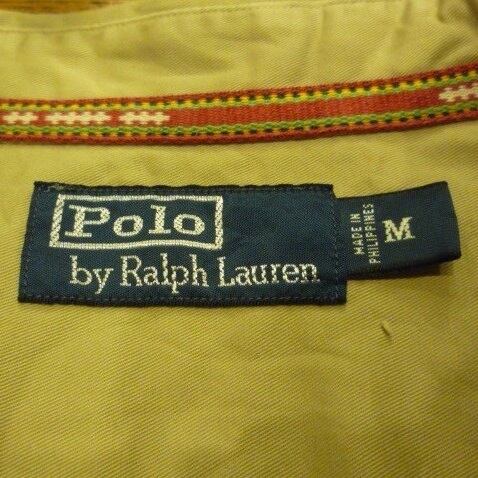 Polo
by Ralph Lauren
MADE IN
PHILIPPINES
M